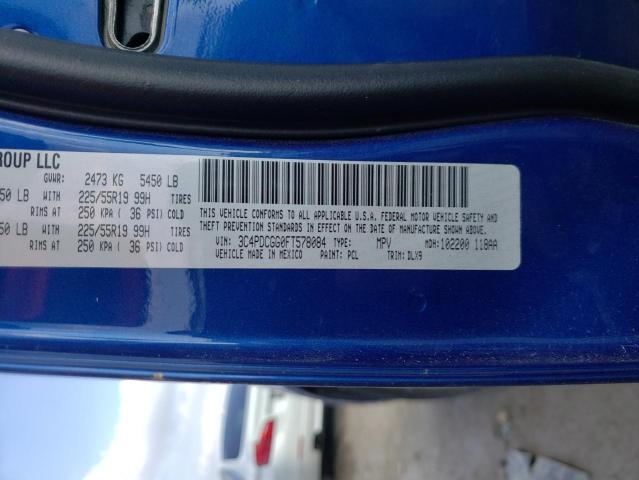 ROUP LLC
GVWR: 2473 KG 5450 LB
50 LB WITH 225/55R19 99H TIRES
RIMS AT 250 KPA ( 36 PSI) COLD
50 LB WITH 225/55R19 99H TIRES
RIMS AT 250 KPA ( 36 PSI) COLD
THIS VEHICLE CONFORMS TO ALL APPLICABLE U.S.A. FEDERAL MOTOR VEHICLE SAFETY AND
THEFT PREVENTION STANDARDS IN EFFECT ON THE DATE OF MANUFACTURE SHOWN ABOVE.
VIN: 3C4PDCGG0FT578084 TYPE: MPV MDH: 102200 118AA
VEHICLE MADE IN MEXICO PAINT: PCL TRIM: DLX9